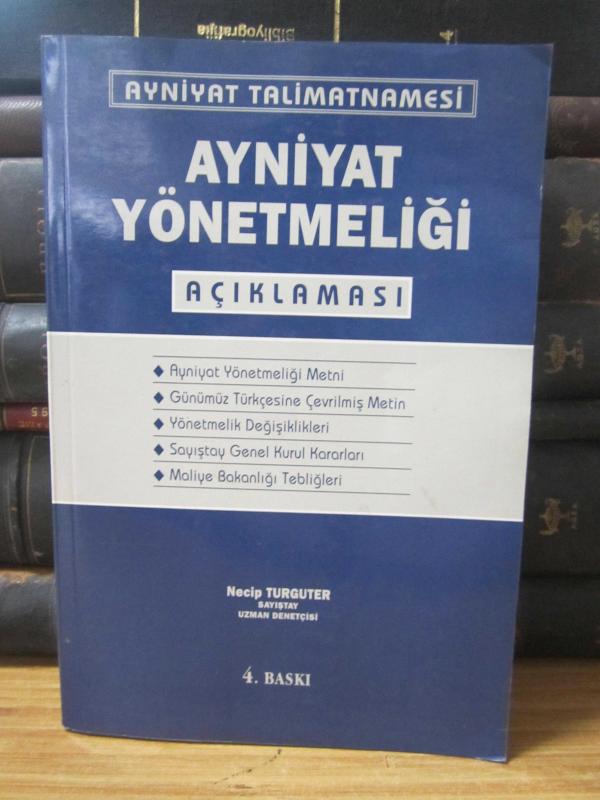 Bibliyografija
AYNİYAT TALİMATNAMESİ
AYNİYAT
YÖNETMELİĞİ
AÇIKLAMASI
◆ Ayniyat Yönetmeliği Metni
◆ Günümüz Türkçesine Çevrilmiş Metin
◆ Yönetmelik Değişiklikleri
◆ Sayıştay Genel Kurul Kararları
◆ Maliye Bakanlığı Tebliğleri
Necip TURGUTER
SAYIŞTAY
UZMAN DENETÇİSİ
4. BASKI